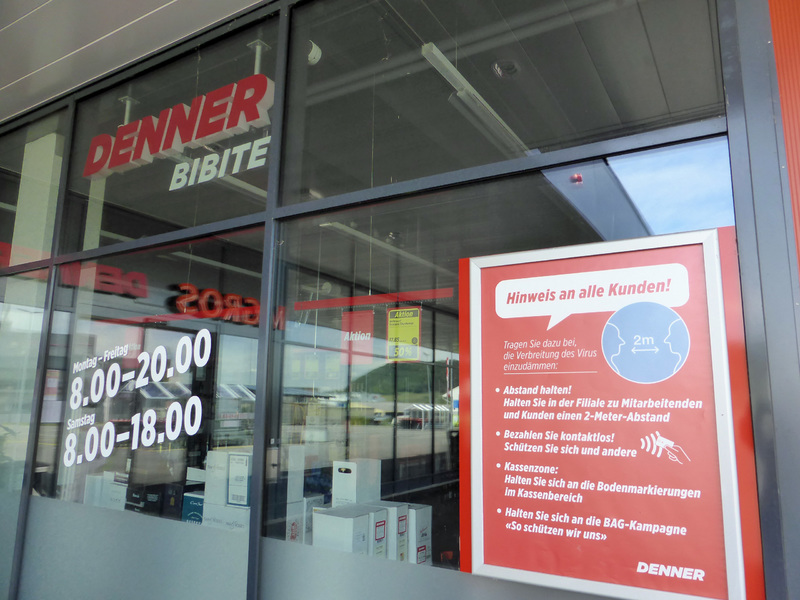 DENNER
BIBITE
Montag – Freitag
8.00–20.00
Samstag
8.00–18.00
Aktion
Aktion
50%
Hinweis an alle Kunden!
Tragen Sie dazu bei,
die Verbreitung des Virus
einzudämmen:
2m
• Abstand halten!
Halten Sie in der Filiale zu Mitarbeitenden
und Kunden einen 2-Meter-Abstand
• Bezahlen Sie kontaktlos!
Schützen Sie sich und andere
• Kassenzone:
Halten Sie sich an die Bodenmarkierungen
im Kassenbereich
• Halten Sie sich an die BAG-Kampagne
«So schützen wir uns»
DENNER